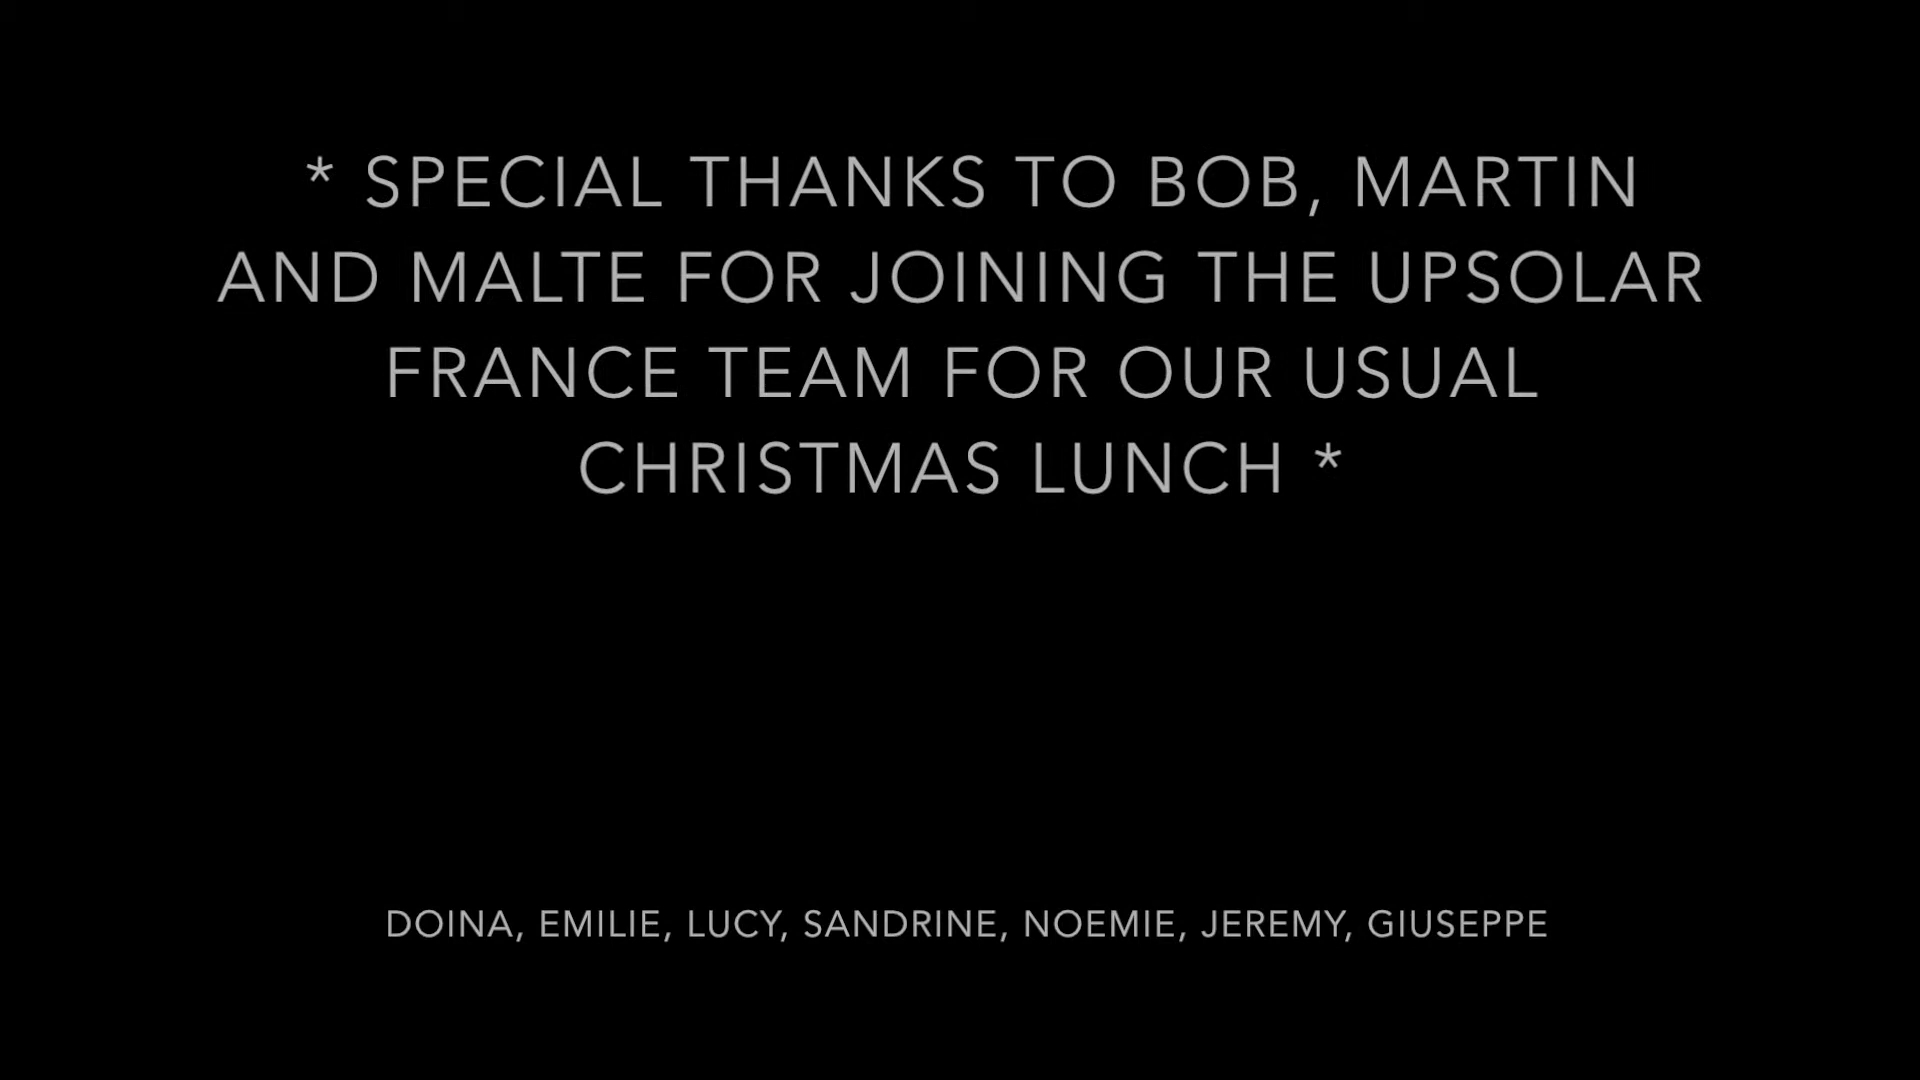 * SPECIAL THANKS TO BOB, MARTIN
AND MALTE FOR JOINING THE UPSOLAR
FRANCE TEAM FOR OUR USUAL
CHRISTMAS LUNCH *
DOINA, EMILIE, LUCY, SANDRINE, NOEMIE, JEREMY, GIUSEPPE